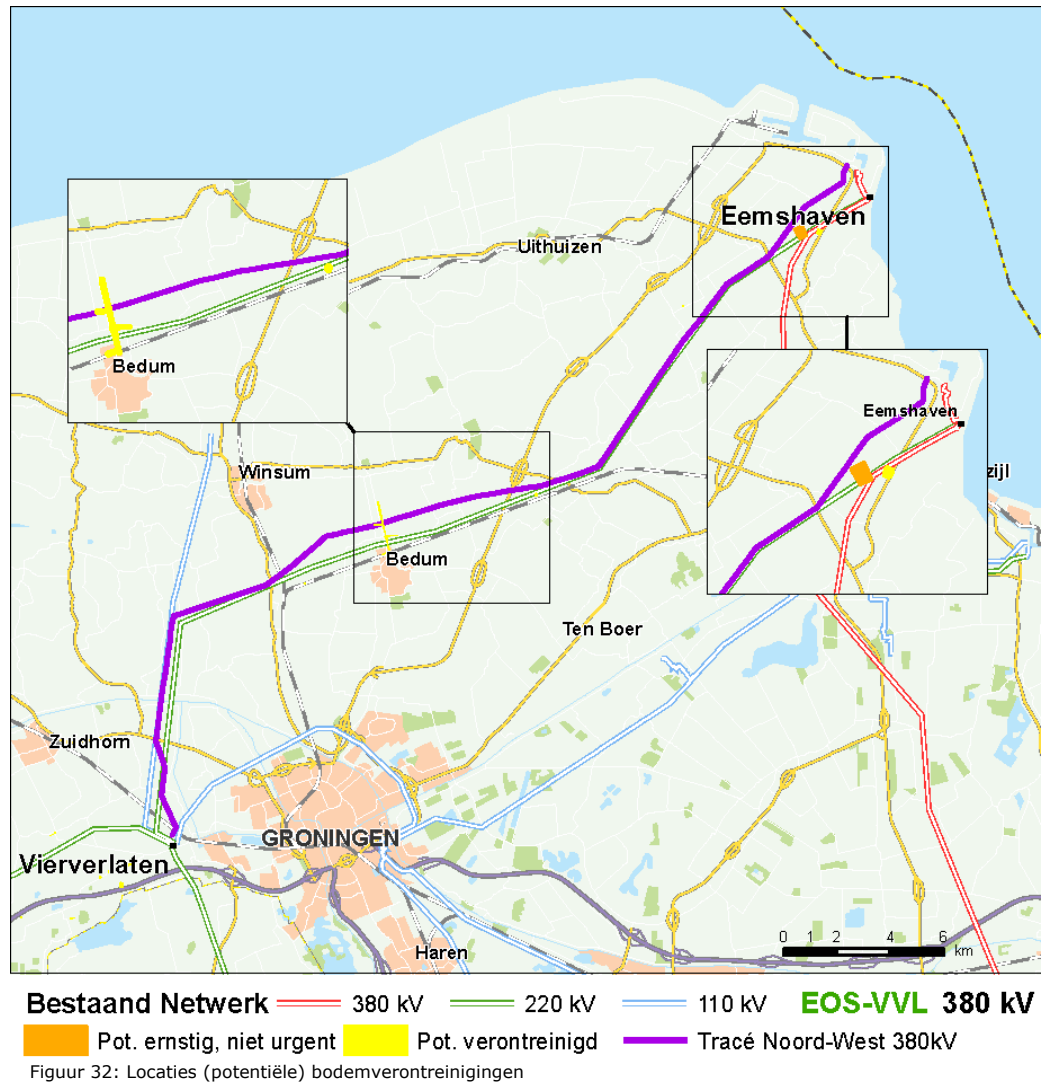 Eemshaven
Uithuizen
Bedum
Eemshaven
zijl
Winsum
Bedum
Ten Boer
Zuidhorn
GRONINGEN
Vierverlaten
Haren
0 1 2 4 6
km
Bestaand Netwerk 380 kV 220 kV 110 kV EOS-VVL 380 kV
Pot. ernstig, niet urgent Pot. verontreinigd Tracé Noord-West 380kV
Figuur 32: Locaties (potentiële) bodemverontreinigingen